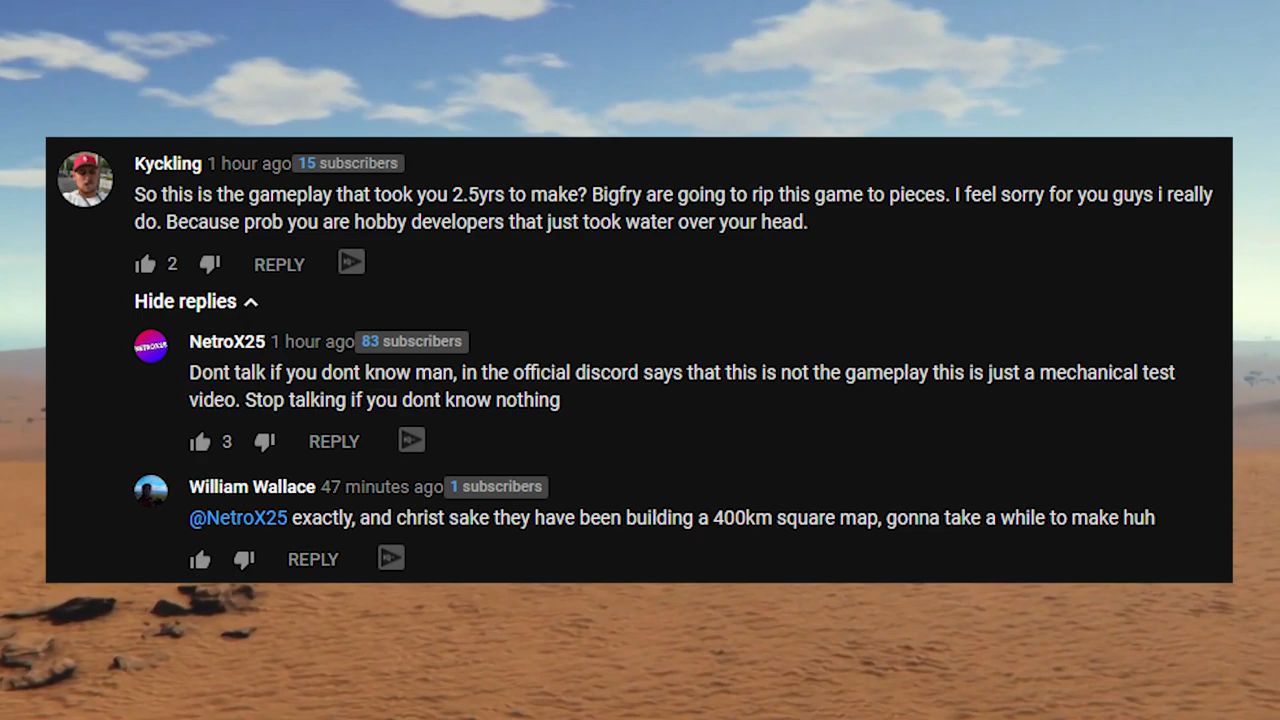 Kyckling 1 hour ago 15 subscribers
So this is the gameplay that took you 2.5yrs to make? Bigfry are going to rip this game to pieces. I feel sorry for you guys i really
do. Because prob you are hobby developers that just took water over your head.
2 REPLY
Hide replies
NETROX25
NetroX25 1 hour ago 83 subscribers
Dont talk if you dont know man, in the official discord says that this is not the gameplay this is just a mechanical test
video. Stop talking if you dont know nothing
3 REPLY
William Wallace 47 minutes ago 1 subscribers
@NetroX25 exactly, and christ sake they have been building a 400km square map, gonna take a while to make huh
REPLY